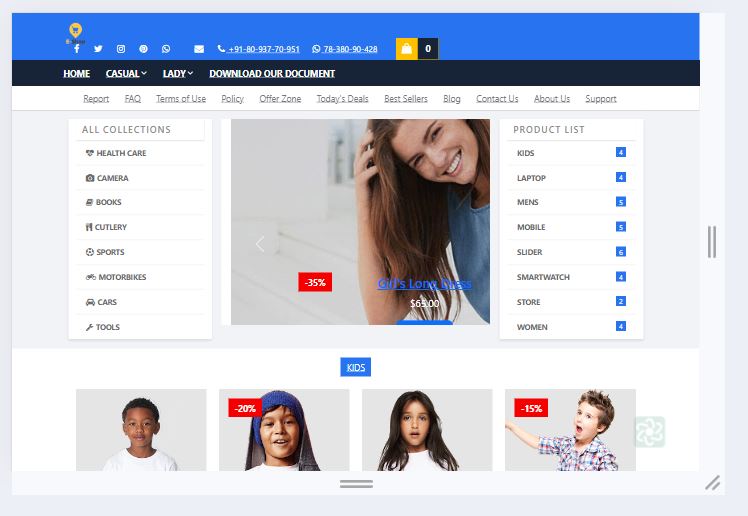 +91-80-937-70-951 78-380-90-428 0
HOME CASUAL LADY DOWNLOAD OUR DOCUMENT
Report FAQ Terms of Use Policy Offer Zone Today's Deals Best Sellers Blog Contact Us About Us Support
ALL COLLECTIONS
HEALTH CARE
CAMERA
BOOKS
CUTLERY
SPORTS
MOTORBIKES
CARS
TOOLS
-35%
Girl's Long Dress
$65.00
PRODUCT LIST
KIDS 4
LAPTOP 4
MENS 5
MOBILE 5
SLIDER 6
SMARTWATCH 4
STORE 2
WOMEN 4
KIDS
-20%
-15%